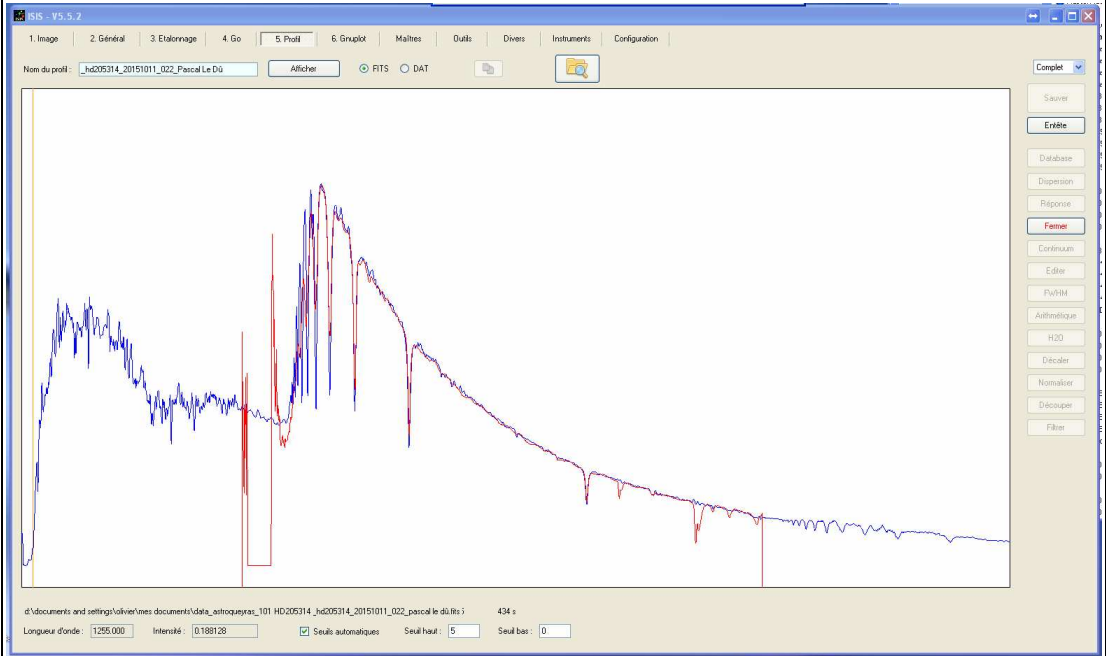 ISIS - V5.5.2
1. Image 2. Général 3. Etalonnage 4. Go 5. Profil 6. Gnuplot Maîtres Outils Divers Instruments Configuration
Nom du profil : _hd205314_20151011_022_Pascal Le Dû Afficher FITS DAT Complet
Sauver
Entête
Database
Dispersion
Réponse
Fermer
Continuum
Editer
FWHM
Arithmétique
H2O
Décaler
Normaliser
Découper
Filtrer
d:\documents and settings\olivier\mes documents\data_astroqueyras_101 HD205314 _hd205314_20151011_022_pascal le dû.fits 434 s
Longueur d'onde : 1255.000 Intensité : 0.188128 Seuils automatiques Seuil haut : 5 Seuil bas : 0